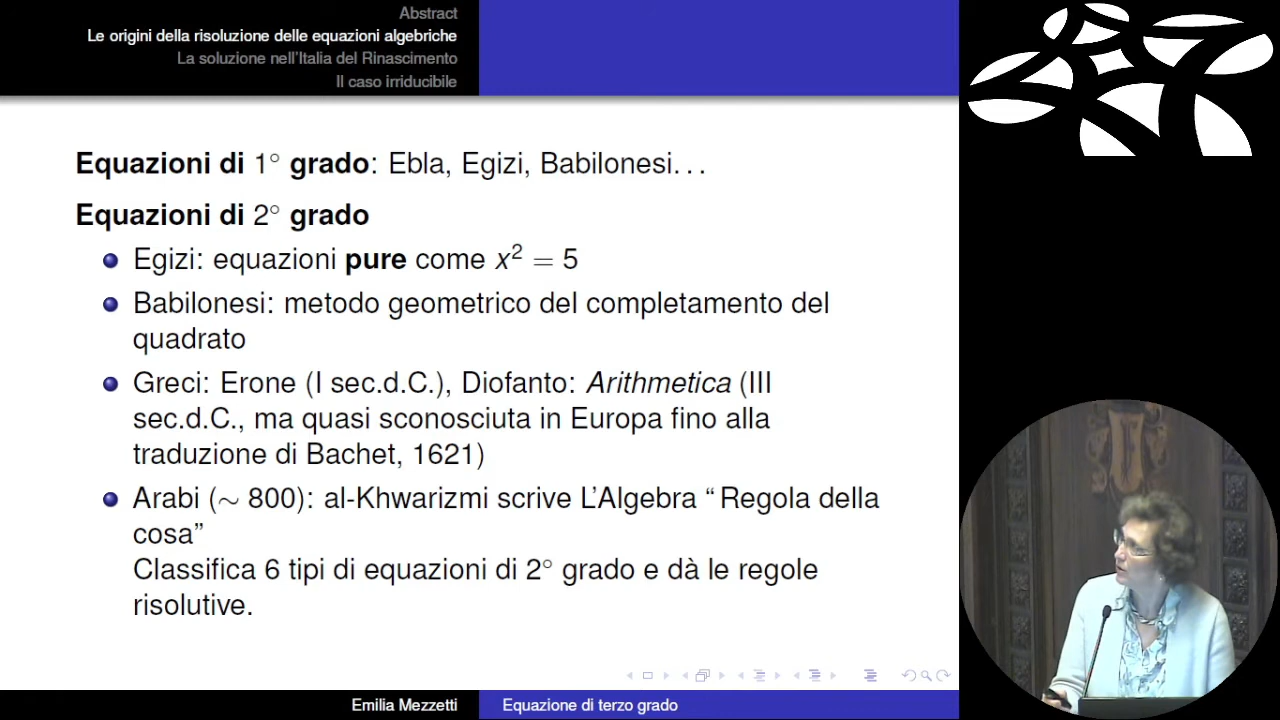 Abstract
Le origini della risoluzione delle equazioni algebriche
La soluzione nell'Italia del Rinascimento
Il caso irriducibile
Equazioni di 1° grado: Ebla, Egizi, Babilonesi...
Equazioni di 2° grado
Egizi: equazioni pure come x² = 5
Babilonesi: metodo geometrico del completamento del
quadrato
Greci: Erone (I sec.d.C.), Diofanto: Arithmetica (III
sec.d.C., ma quasi sconosciuta in Europa fino alla
traduzione di Bachet, 1621)
Arabi (∼ 800): al-Khwarizmi scrive L'Algebra “Regola della
cosa”
Classifica 6 tipi di equazioni di 2° grado e dà le regole
risolutive.
Emilia Mezzetti
Equazione di terzo grado